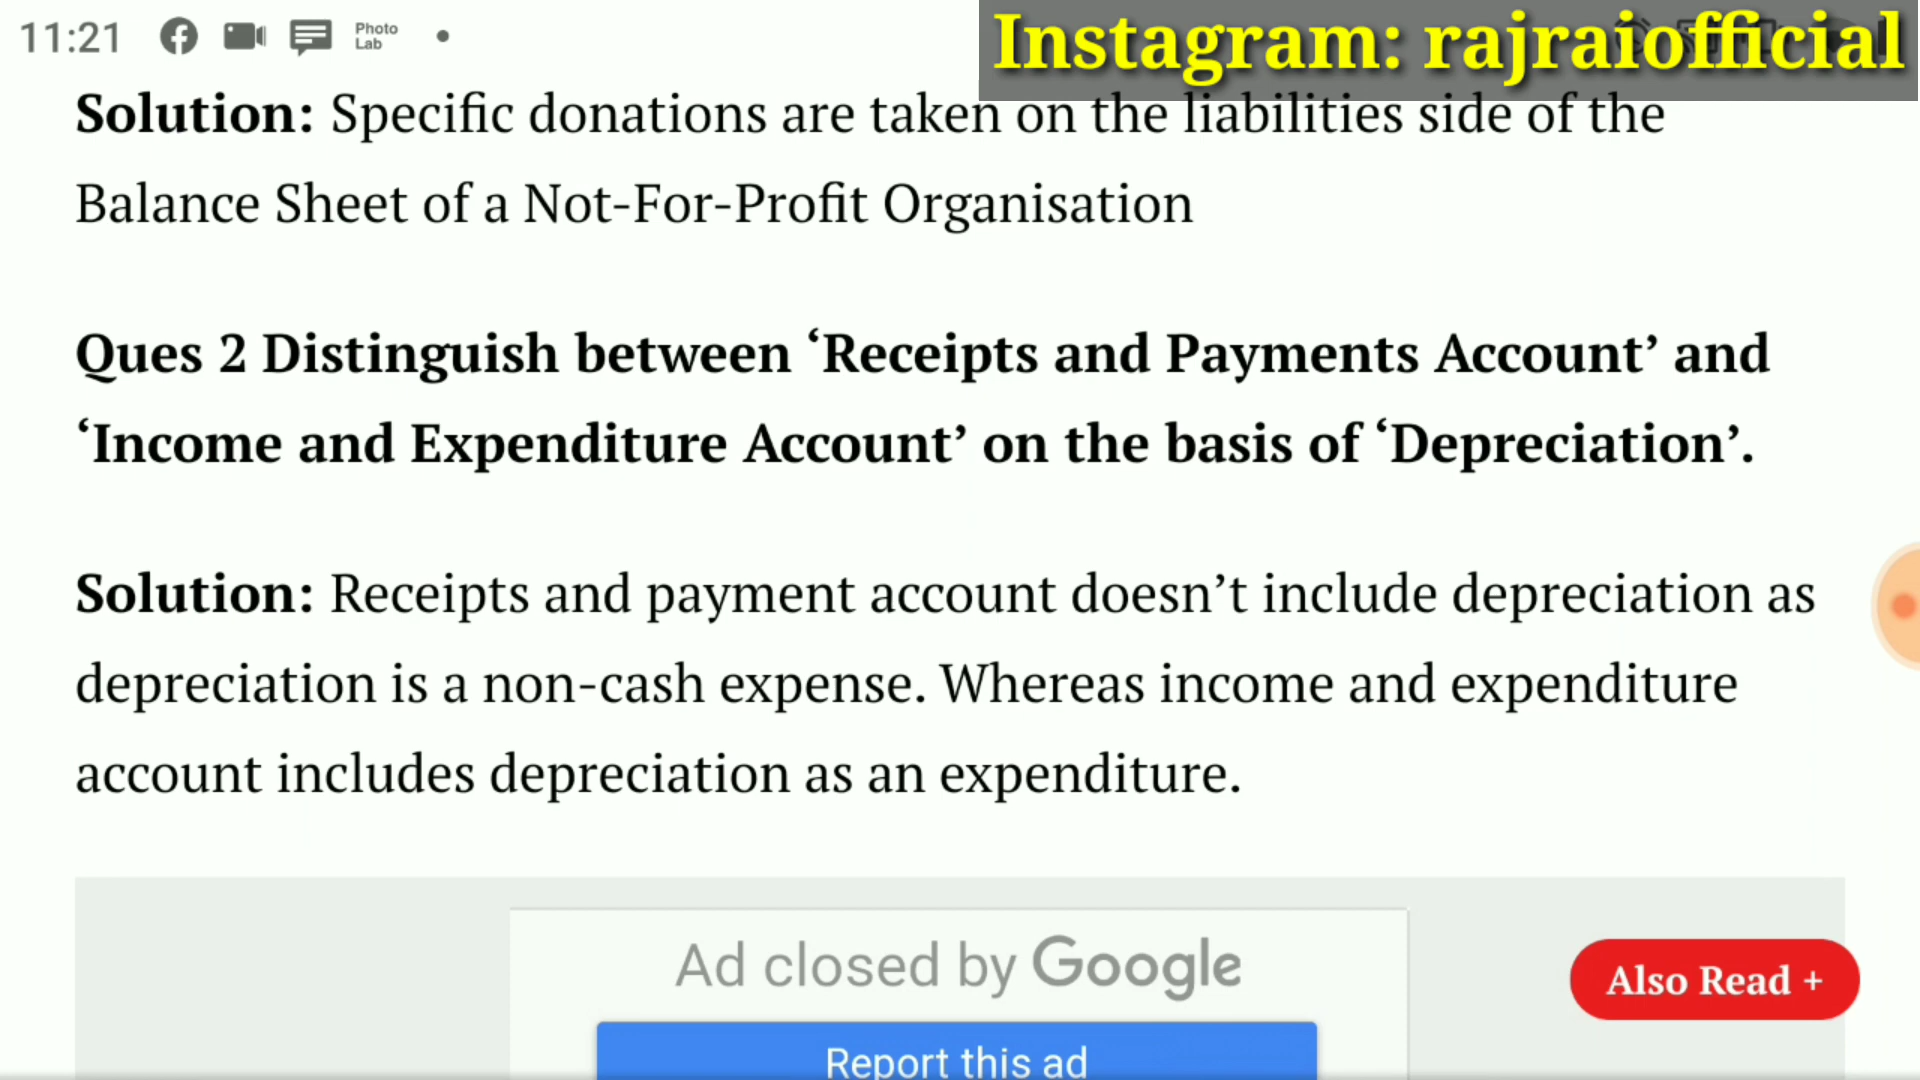 11:21 Photo Lab
Instagram: rajraiofficial
Solution: Specific donations are taken on the liabilities side of the
Balance Sheet of a Not-For-Profit Organisation
Ques 2 Distinguish between ‘Receipts and Payments Account’ and
‘Income and Expenditure Account’ on the basis of ‘Depreciation’.
Solution: Receipts and payment account doesn’t include depreciation as
depreciation is a non-cash expense. Whereas income and expenditure
account includes depreciation as an expenditure.
Ad closed by Google
Also Read +
Report this ad